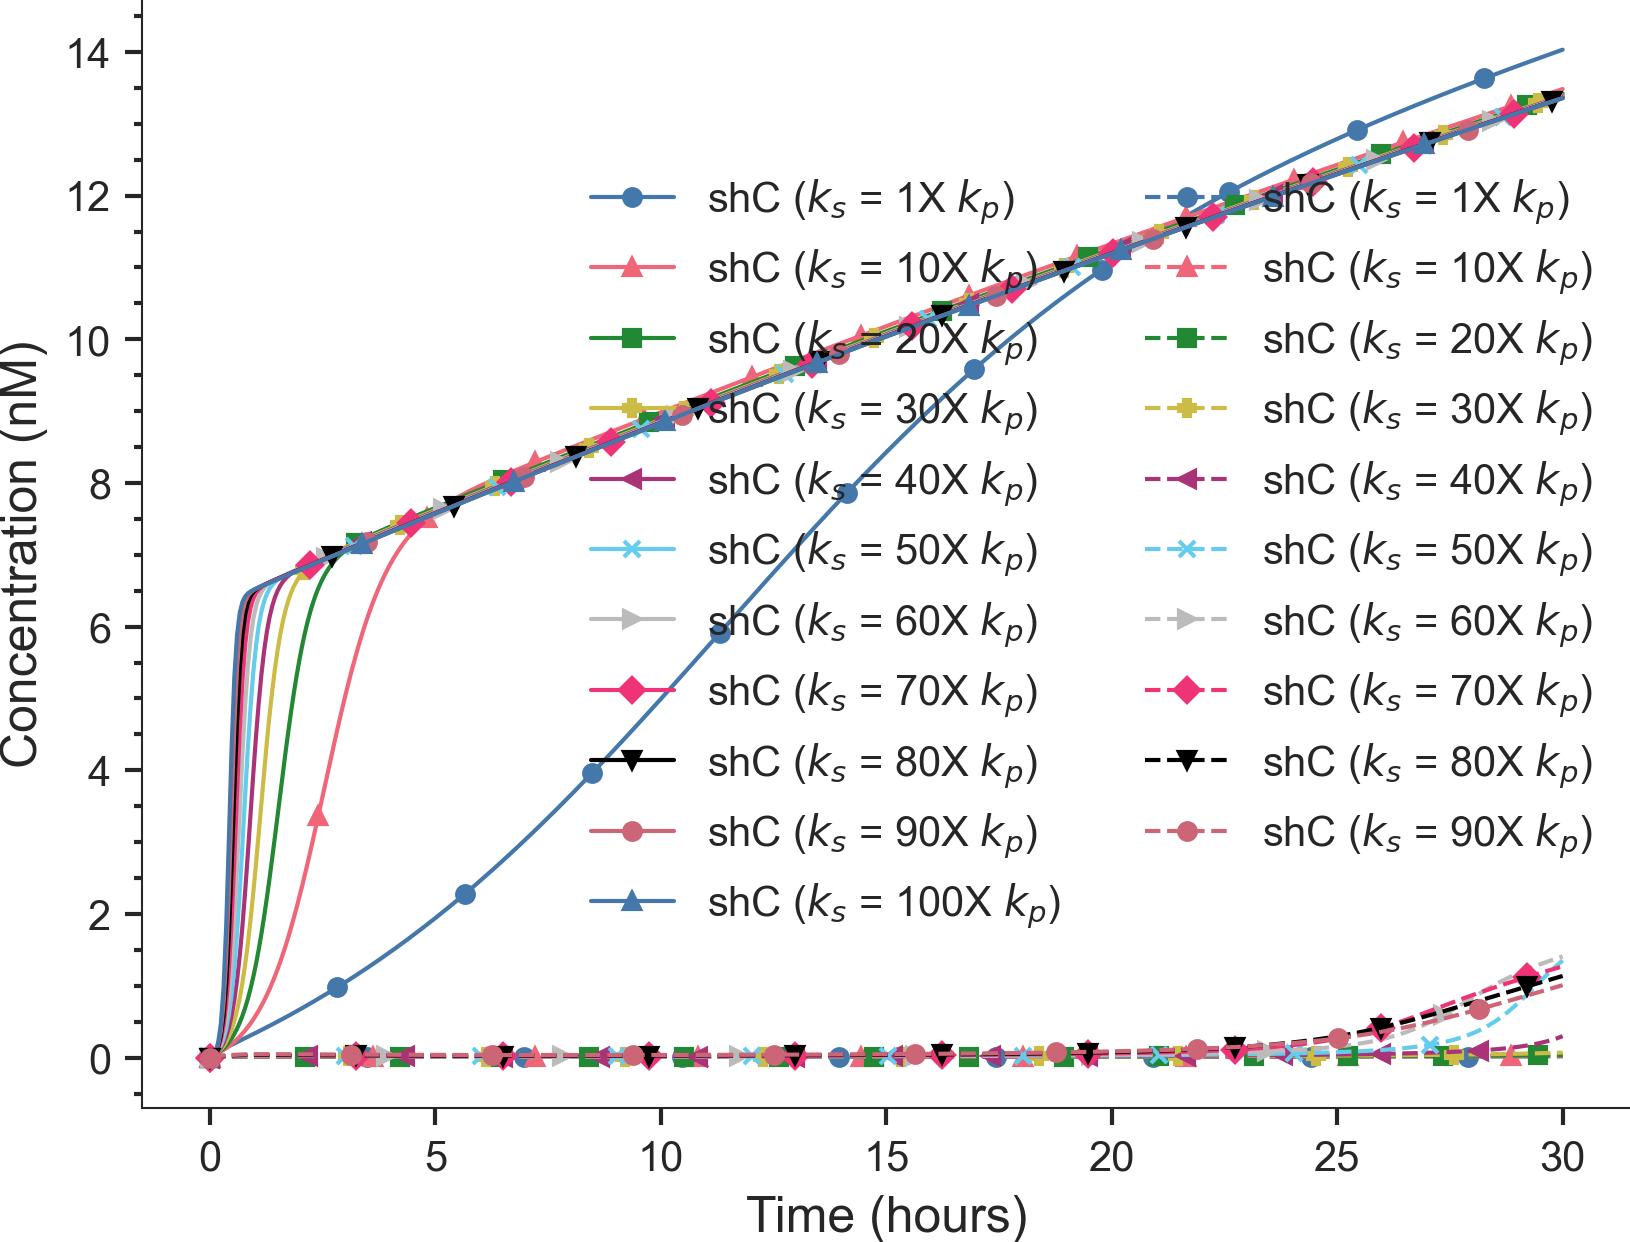 Concentration (nM)
14
12
10
8
6
4
2
0
shC (ks = 1X kp)
shC (ks = 10X kp)
shC (ks = 20X kp)
shC (ks = 30X kp)
shC (ks = 40X kp)
shC (ks = 50X kp)
shC (ks = 60X kp)
shC (ks = 70X kp)
shC (ks = 80X kp)
shC (ks = 90X kp)
shC (ks = 100X kp)
shC (ks = 1X kp)
shC (ks = 10X kp)
shC (ks = 20X kp)
shC (ks = 30X kp)
shC (ks = 40X kp)
shC (ks = 50X kp)
shC (ks = 60X kp)
shC (ks = 70X kp)
shC (ks = 80X kp)
shC (ks = 90X kp)
0 5 10 15 20 25 30
Time (hours)